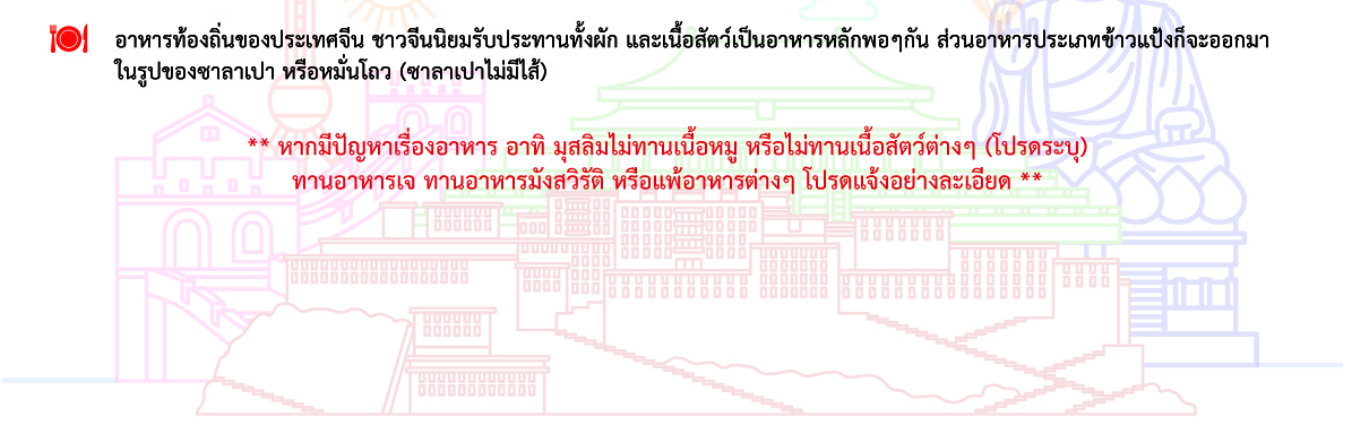 อาหารท้องถิ่นของประเทศจีน ชาวจีนนิยมรับประทานทั้งผัก และเนื้อสัตว์เป็นอาหารหลักพอๆกัน ส่วนอาหารประเภทข้าวแป้งก็จะออกมา
ในรูปของซาลาเปา หรือหมั่นโถว (ซาลาเปาไม่มีไส้)
** หากมีปัญหาเรื่องอาหาร อาทิ มุสลิมไม่ทานเนื้อหมู หรือไม่ทานเนื้อสัตว์ต่างๆ (โปรดระบุ)
ทานอาหารเจ ทานอาหารมังสวิรัติ หรือแพ้อาหารต่างๆ โปรดแจ้งอย่างละเอียด **